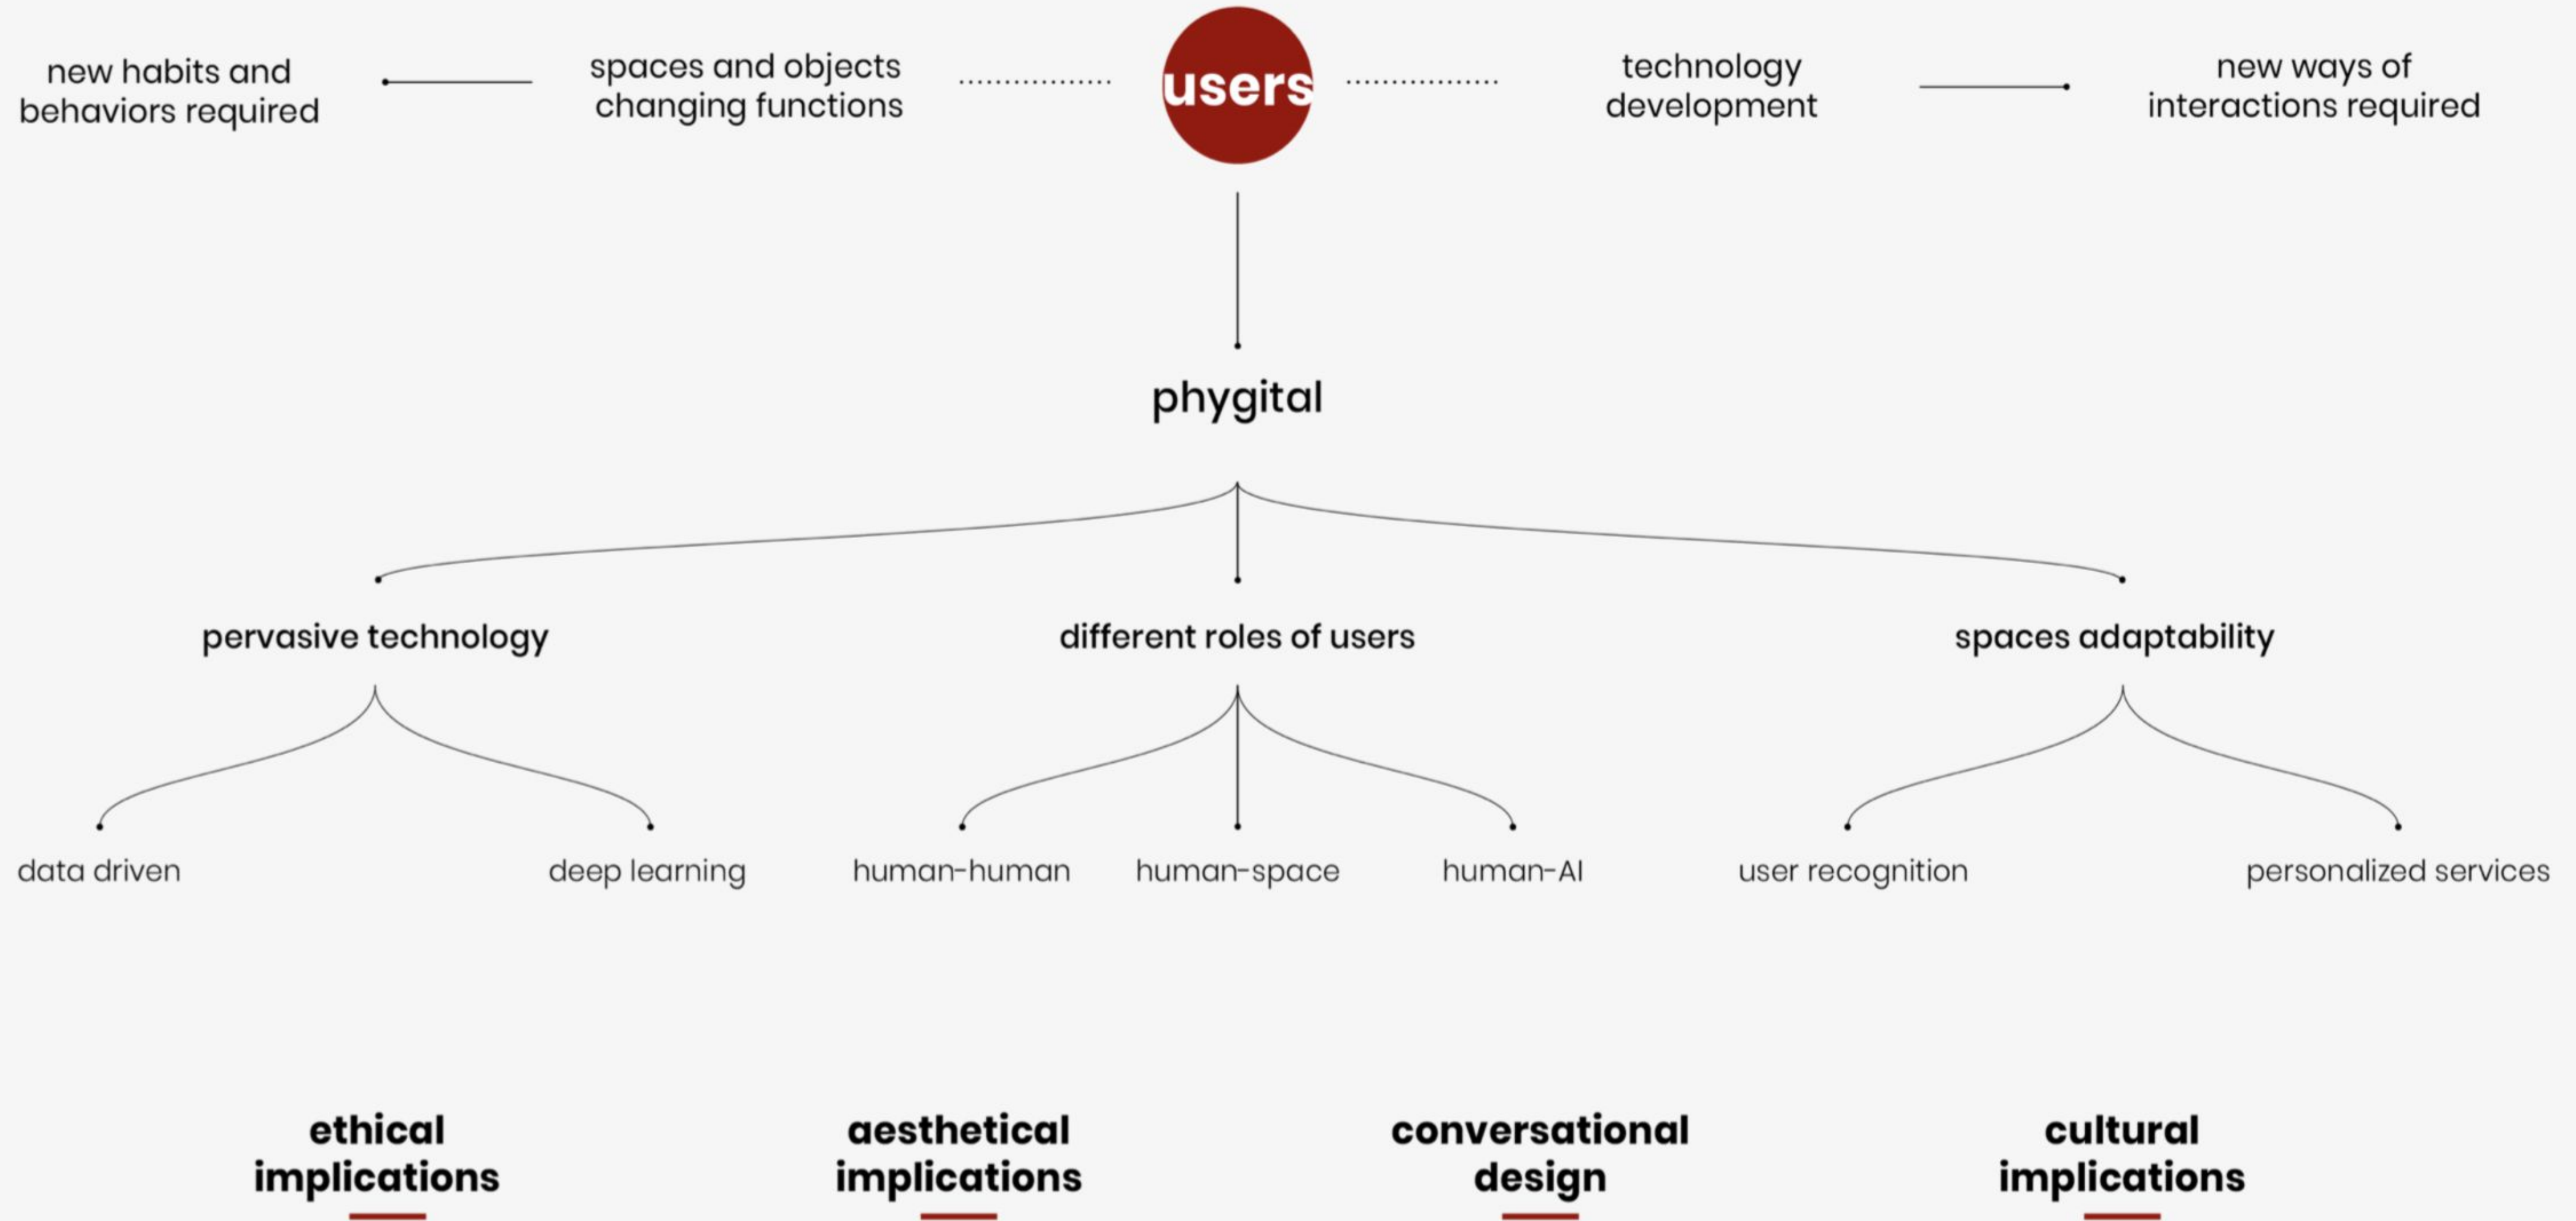 new habits and
behaviors required
spaces and objects
changing functions
users
technology
development
new ways of
interactions required
phygital
pervasive technology
different roles of users
spaces adaptability
data driven
deep learning
human-human
human-space
human-AI
user recognition
personalized services
ethical
implications
aesthetical
implications
conversational
design
cultural
implications